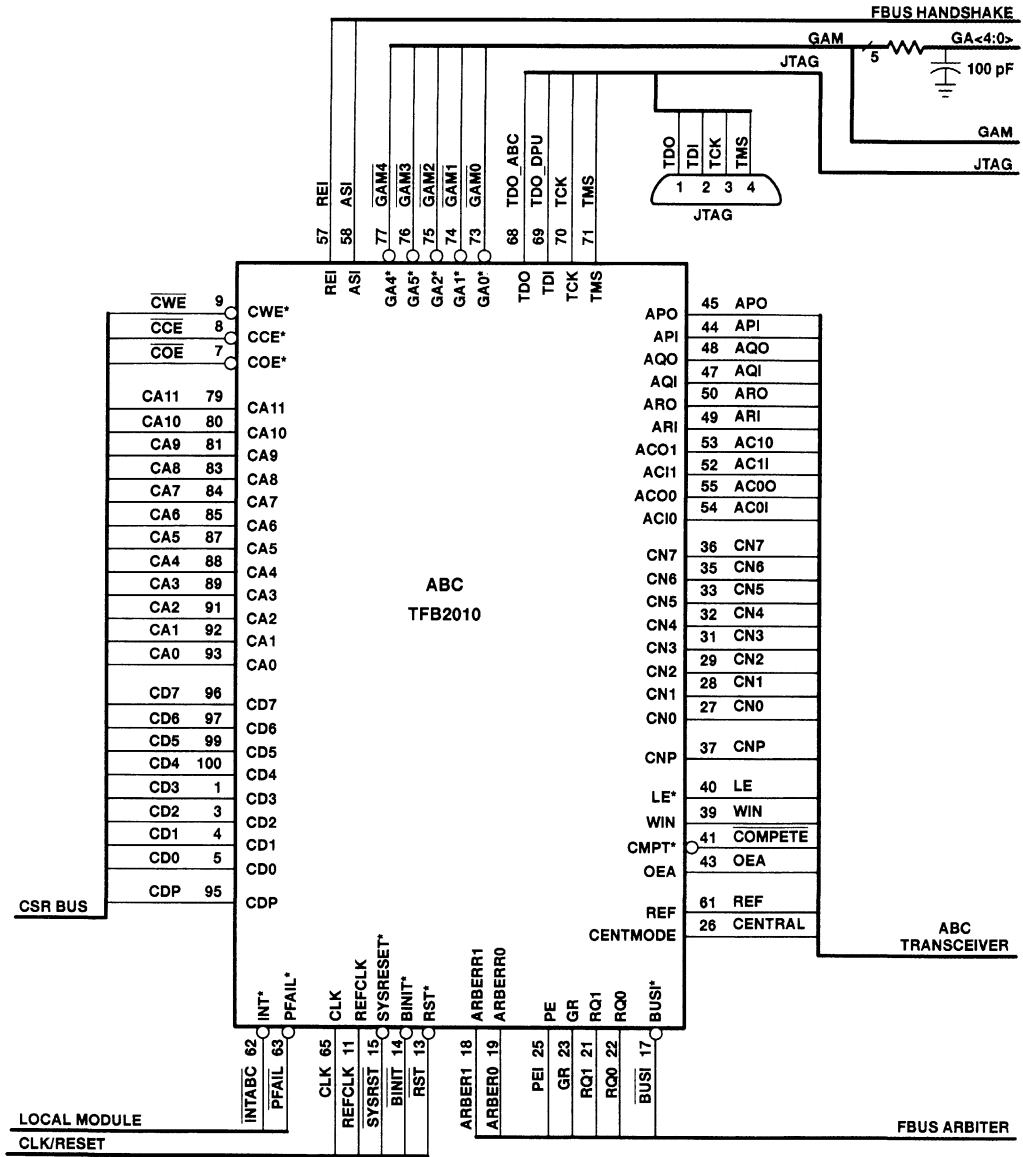 FBUS HANDSHAKE
GAM
5
GA<4:0>
100 pF
JTAG
GAM
JTAG
REI
ASI
GAM4
GAM3
GAM2
GAM1
GAM0
TDO_ABC
TDO_DPU
TCK
TMS
TDO
TDI
TCK
TMS
1 2 3 4
JTAG
57
58
77
76
75
74
73
68
69
70
71
REI
ASI
GA4*
GA5*
GA2*
GA1*
GA0*
TDO
TDI
TCK
TMS
CWE 9 CWE*
CCE 8 CCE*
COE 7 COE*
CA11 79 CA11
CA10 80 CA10
CA9 81 CA9
CA8 83 CA8
CA7 84 CA7
CA6 85 CA6
CA5 87 CA5
CA4 88 CA4
CA3 89 CA3
CA2 91 CA2
CA1 92 CA1
CA0 93 CA0
CD7 96 CD7
CD6 97 CD6
CD5 99 CD5
CD4 100 CD4
CD3 1 CD3
CD2 3 CD2
CD1 4 CD1
CD0 5 CD0
CDP 95 CDP
CSR BUS
ABC
TFB2010
APO 45 APO
API 44 API
AQO 48 AQO
AQI 47 AQI
ARO 50 ARO
ARI 49 ARI
ACO1 53 AC10
ACI1 52 AC1I
ACO0 55 AC0O
ACI0 54 AC0I
CN7 36 CN7
CN6 35 CN6
CN5 33 CN5
CN4 32 CN4
CN3 31 CN3
CN2 29 CN2
CN1 28 CN1
CN0 27 CN0
CNP 37 CNP
LE* 40 LE
WIN 39 WIN
CMPT* 41 COMPETE
OEA 43 OEA
REF 61 REF
CENTMODE 26 CENTRAL
ABC
TRANSCEIVER
INT*
PFAIL*
CLK
REFCLK
SYSRESET*
BINIT*
RST*
ARBERR1
ARBERR0
PE
GR
RQ1
RQ0
BUSI*
INTABC 62
PFAIL 63
CLK 65
REFCLK 11
SYSRST 15
BINIT 14
RST 13
ARBER1 18
ARBER0 19
PEI 25
GR 23
RQ1 21
RQ0 22
BUSI 17
LOCAL MODULE
CLK/RESET
FBUS ARBITER